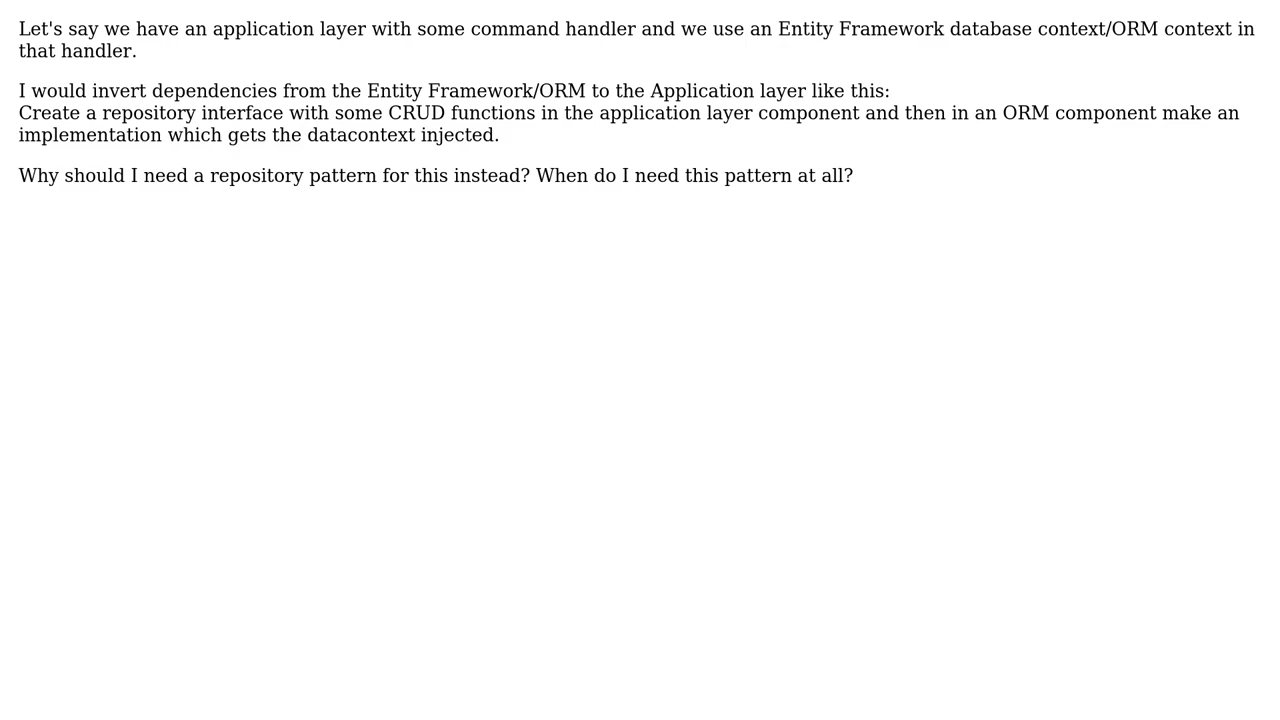 Let's say we have an application layer with some command handler and we use an Entity Framework database context/ORM context in
that handler.
I would invert dependencies from the Entity Framework/ORM to the Application layer like this:
Create a repository interface with some CRUD functions in the application layer component and then in an ORM component make an
implementation which gets the datacontext injected.
Why should I need a repository pattern for this instead? When do I need this pattern at all?